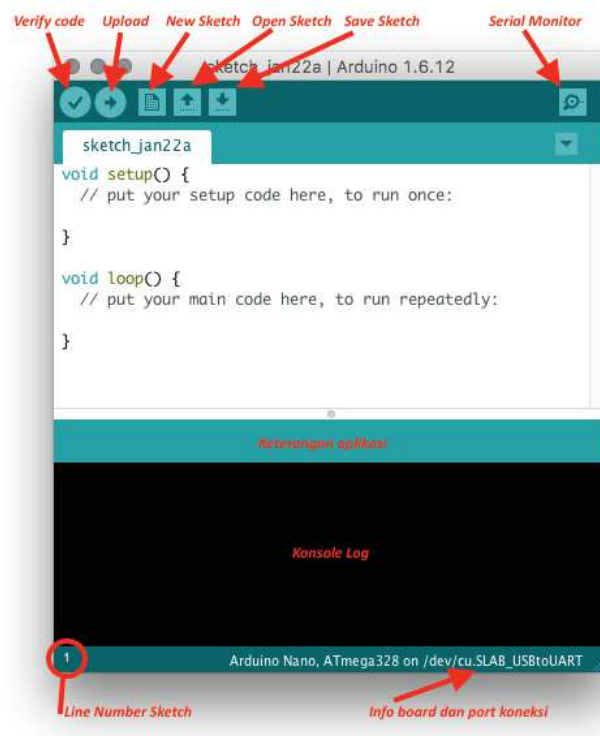 Verify code Upload New Sketch Open Sketch Save Sketch Serial Monitor
sketch_jan22a | Arduino 1.6.12
sketch_jan22a
void setup() {
// put your setup code here, to run once:
}
void loop() {
// put your main code here, to run repeatedly:
}
Keterangan aplikasi
Konsole Log
1
Arduino Nano, ATmega328 on /dev/cu.SLAB_USBtoUART
Line Number Sketch
Info board dan port koneksi